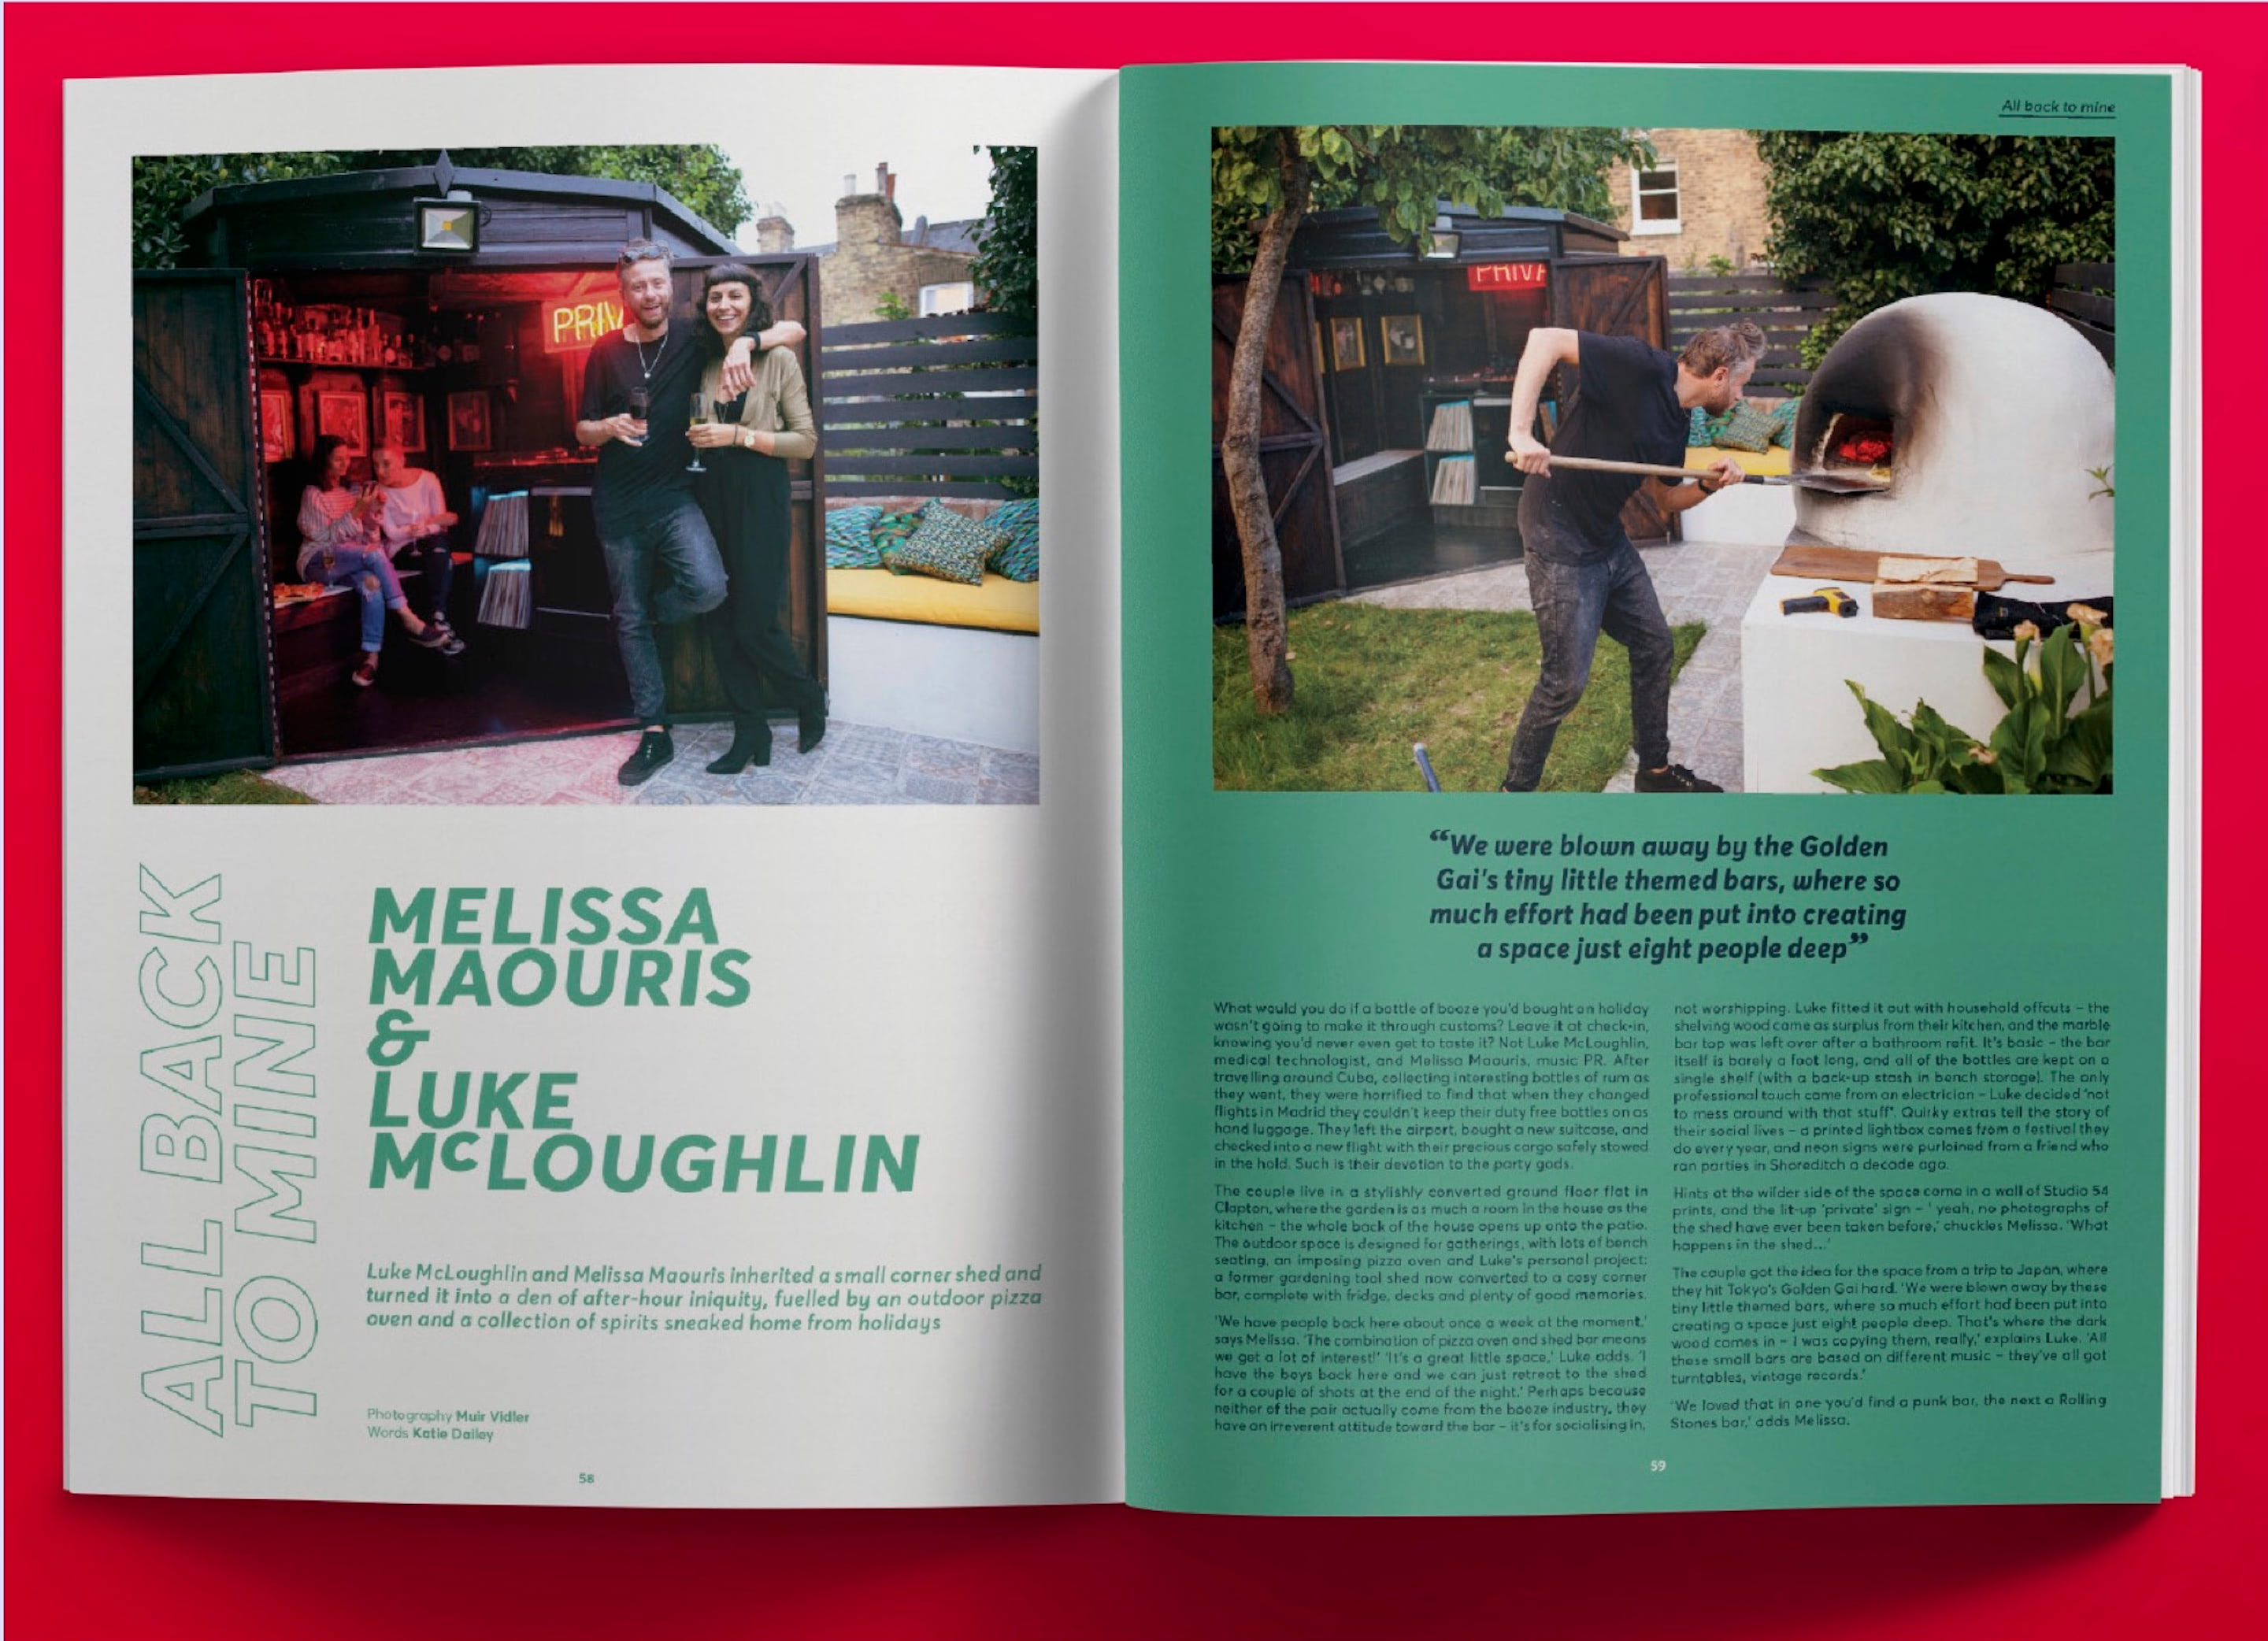 PRIV
ALL BACK
TO MINE
MELISSA
MAOURIS
&
LUKE
McLOUGHLIN
Luke McLoughlin and Melissa Maouris inherited a small corner shed and
turned it into a den of after-hour iniquity, fuelled by an outdoor pizza
oven and a collection of spirits sneaked home from holidays
Photography Muir Vidler
Words Katie Dailey
58
All back to mine
PRIVA
“We were blown away by the Golden
Gai's tiny little themed bars, where so
much effort had been put into creating
a space just eight people deep”
What would you do if a bottle of booze you'd bought on holiday
wasn't going to make it through customs? Leave it at check-in,
knowing you'd never even get to taste it? Not Luke McLoughlin,
medical technologist, and Melissa Maouris, music PR. After
travelling around Cuba, collecting interesting bottles of rum as
they went, they were horrified to find that when they changed
flights in Madrid they couldn't keep their duty free bottles on as
hand luggage. They left the airport, bought a new suitcase, and
checked into a new flight with their precious cargo safely stowed
in the hold. Such is their devotion to the party gods.
The couple live in a stylishly converted ground floor flat in
Clapton, where the garden is as much a room in the house as the
kitchen – the whole back of the house opens up onto the patio.
The outdoor space is designed for gatherings, with lots of bench
seating, an imposing pizza oven and Luke's personal project:
a former gardening tool shed now converted to a cosy corner
bar, complete with fridge, decks and plenty of good memories.
'We have people back here about once a week at the moment,'
says Melissa. 'The combination of pizza oven and shed bar means
we get a lot of interest!' 'It's a great little space,' Luke adds. 'I
have the boys back here and we can just retreat to the shed
for a couple of shots at the end of the night.' Perhaps because
neither of the pair actually come from the booze industry, they
have an irreverent attitude toward the bar – it's for socialising in,
not worshipping. Luke fitted it out with household offcuts – the
shelving wood came as surplus from their kitchen, and the marble
bar top was left over after a bathroom refit. It's basic – the bar
itself is barely a foot long, and all of the bottles are kept on a
single shelf (with a back-up stash in bench storage). The only
professional touch came from an electrician – Luke decided 'not
to mess around with that stuff'. Quirky extras tell the story of
their social lives – a printed lightbox comes from a festival they
do every year, and neon signs were purloined from a friend who
ran parties in Shoreditch a decade ago.
Hints at the wilder side of the space come in a wall of Studio 54
prints, and the lit-up 'private' sign – ' yeah, no photographs of
the shed have ever been taken before,' chuckles Melissa. 'What
happens in the shed...'
The couple got the idea for the space from a trip to Japan, where
they hit Tokyo's Golden Gai hard. 'We were blown away by these
tiny little themed bars, where so much effort had been put into
creating a space just eight people deep. That's where the dark
wood comes in – I was copying them, really,' explains Luke. 'All
these small bars are based on different music – they've all got
turntables, vintage records.'
'We loved that in one you'd find a punk bar, the next a Rolling
Stones bar,' adds Melissa.
59